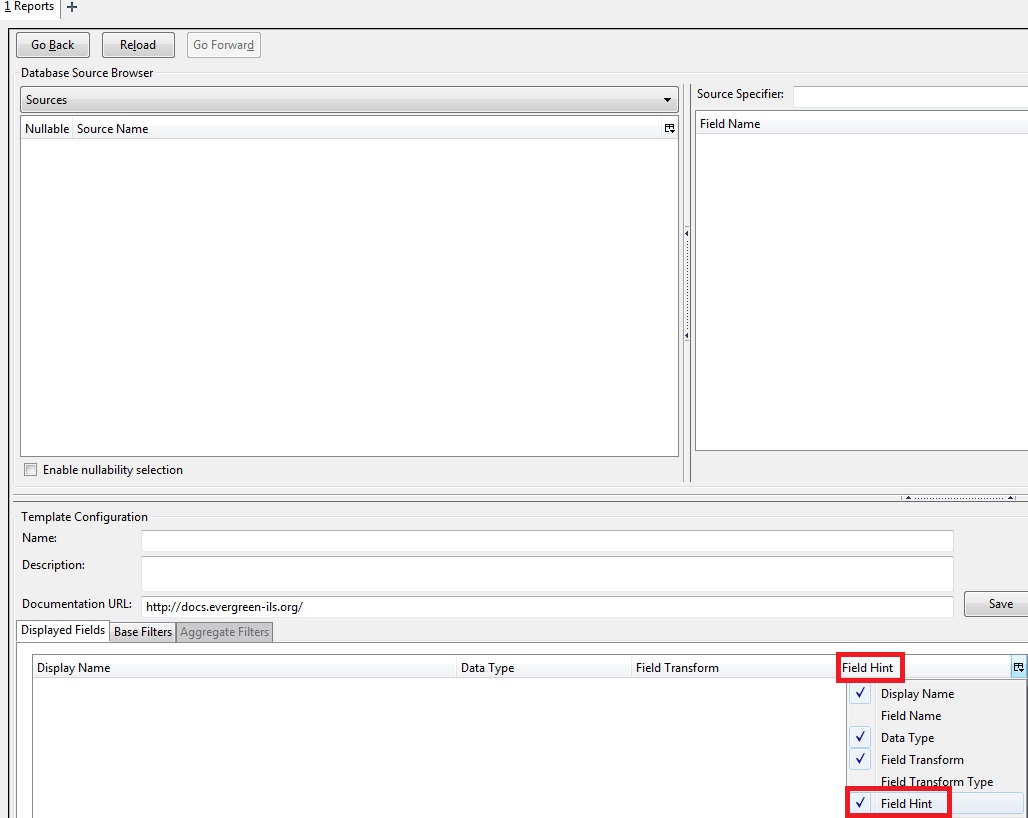 1 Reports
Go Back Reload Go Forward
Database Source Browser
Sources
Source Specifier:
Nullable Source Name
Field Name
Enable nullability selection
Template Configuration
Name:
Description:
Documentation URL: http://docs.evergreen-ils.org/
Save
Displayed Fields Base Filters Aggregate Filters
Display Name Data Type Field Transform Field Hint
Display Name
Field Name
Data Type
Field Transform
Field Transform Type
Field Hint